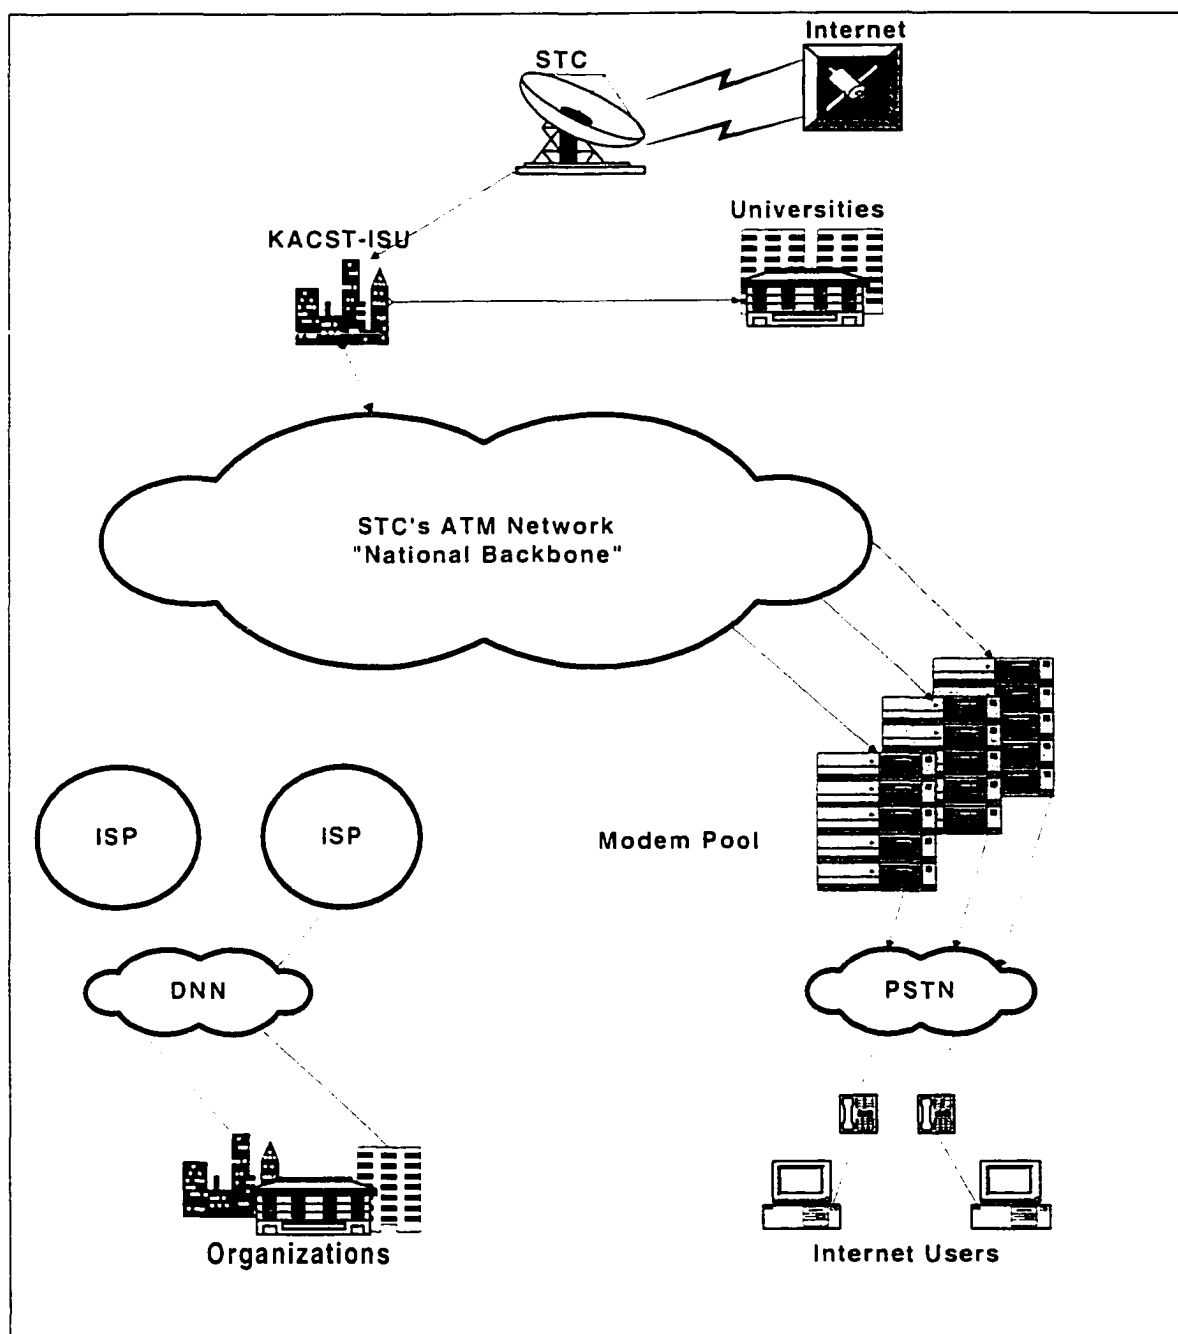 Internet
STC
Universities
KACST-ISU
STC's ATM Network
"National Backbone"
ISP
ISP
Modem Pool
DNN
PSTN
Organizations
Internet Users